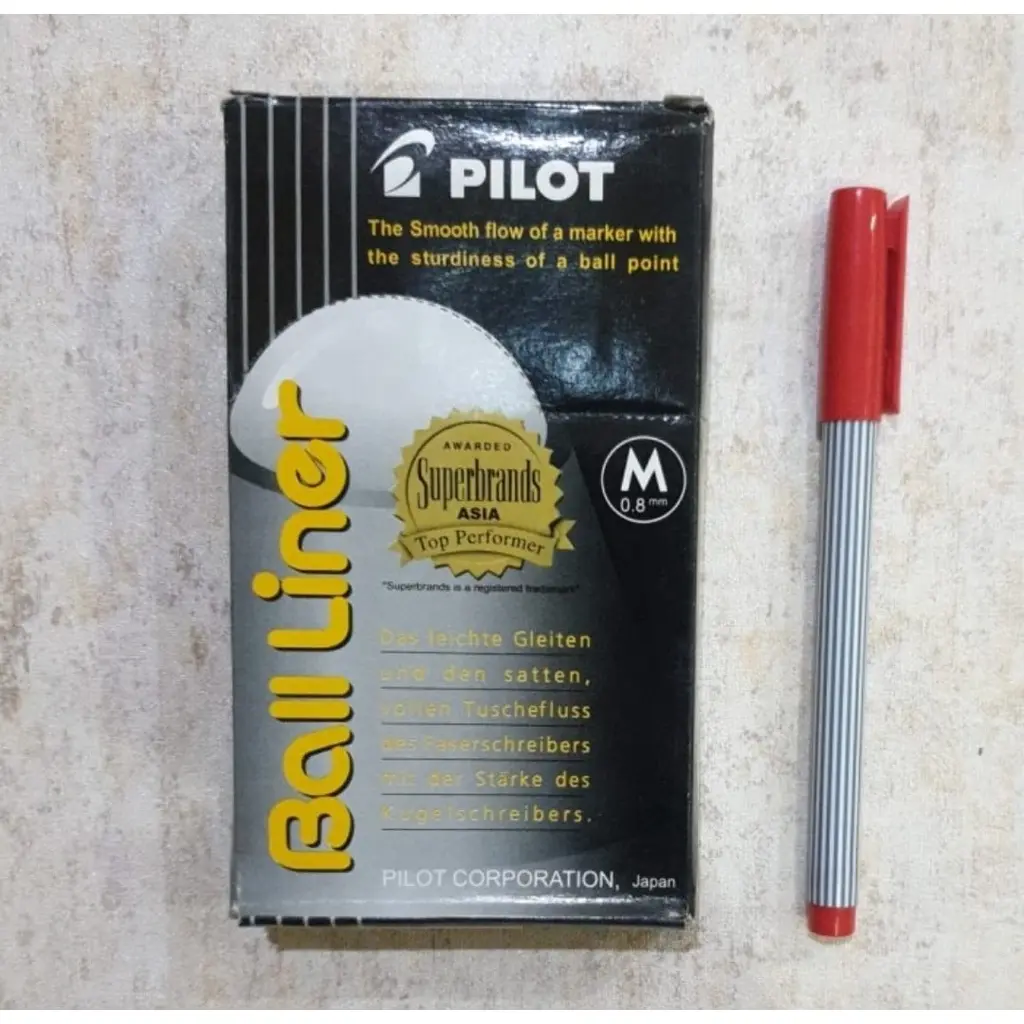 PILOT
The Smooth flow of a marker with
the sturdiness of a ball point
Ball Liner
AWARDED
Superbrands
ASIA
Top Performer
"Superbrands is a registered trademark"
M
0.8 mm
Das leichte Gleiten
und den satten,
vollen Tuschefluss
des Faserschreibers
mit der Stärke des
Kugelschreibers.
PILOT CORPORATION, Japan